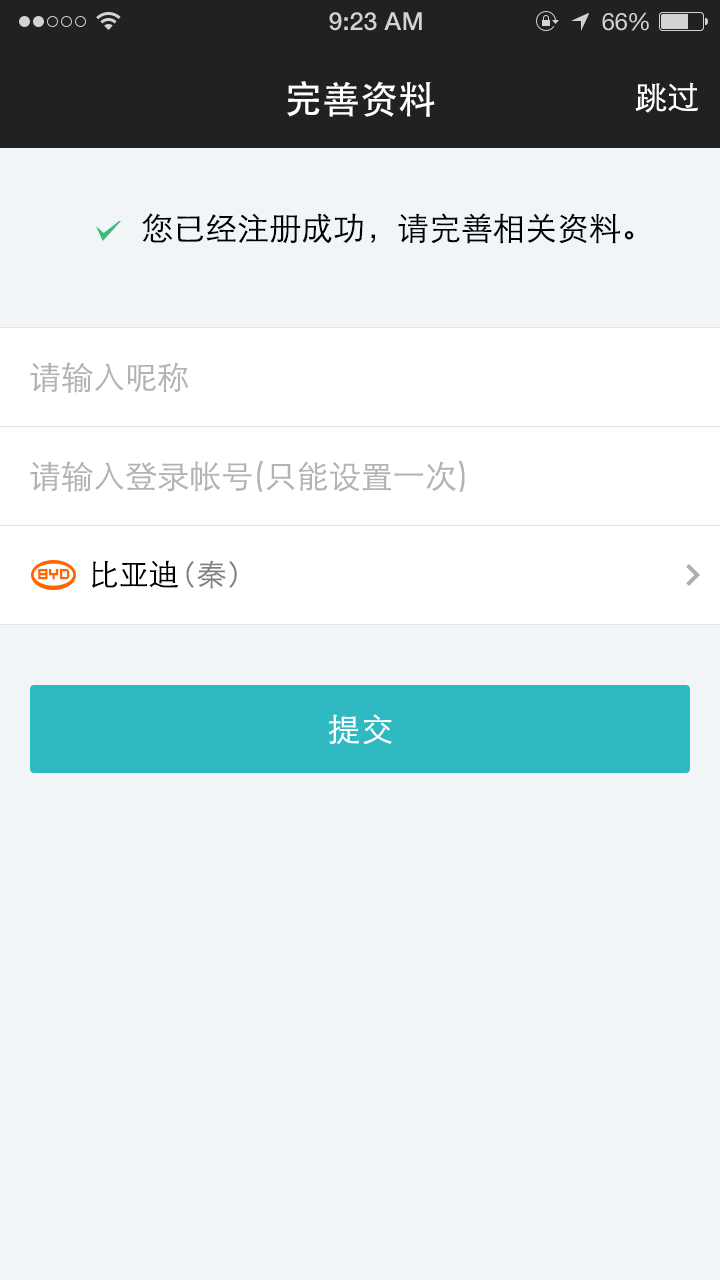 9:23 AM
66%
完善资料
跳过
您已经注册成功，请完善相关资料。
请输入呢称
请输入登录帐号(只能设置一次)
BYD 比亚迪（秦）
提交